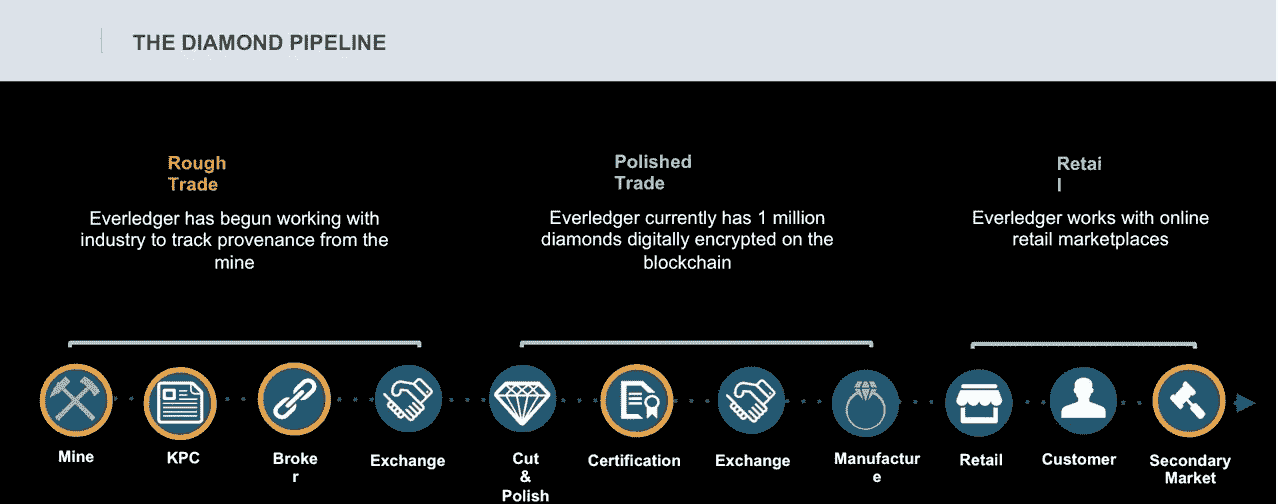 THE DIAMOND PIPELINE
Rough
Trade
Everledger has begun working with
industry to track provenance from the
mine
Polished
Trade
Everledger currently has 1 million
diamonds digitally encrypted on the
blockchain
Retai
l
Everledger works with online
retail marketplaces
Mine
KPC
Broke
r
Exchange
Cut
&
Polish
Certification
Exchange
Manufactur
e
Retail
Customer
Secondary
Market